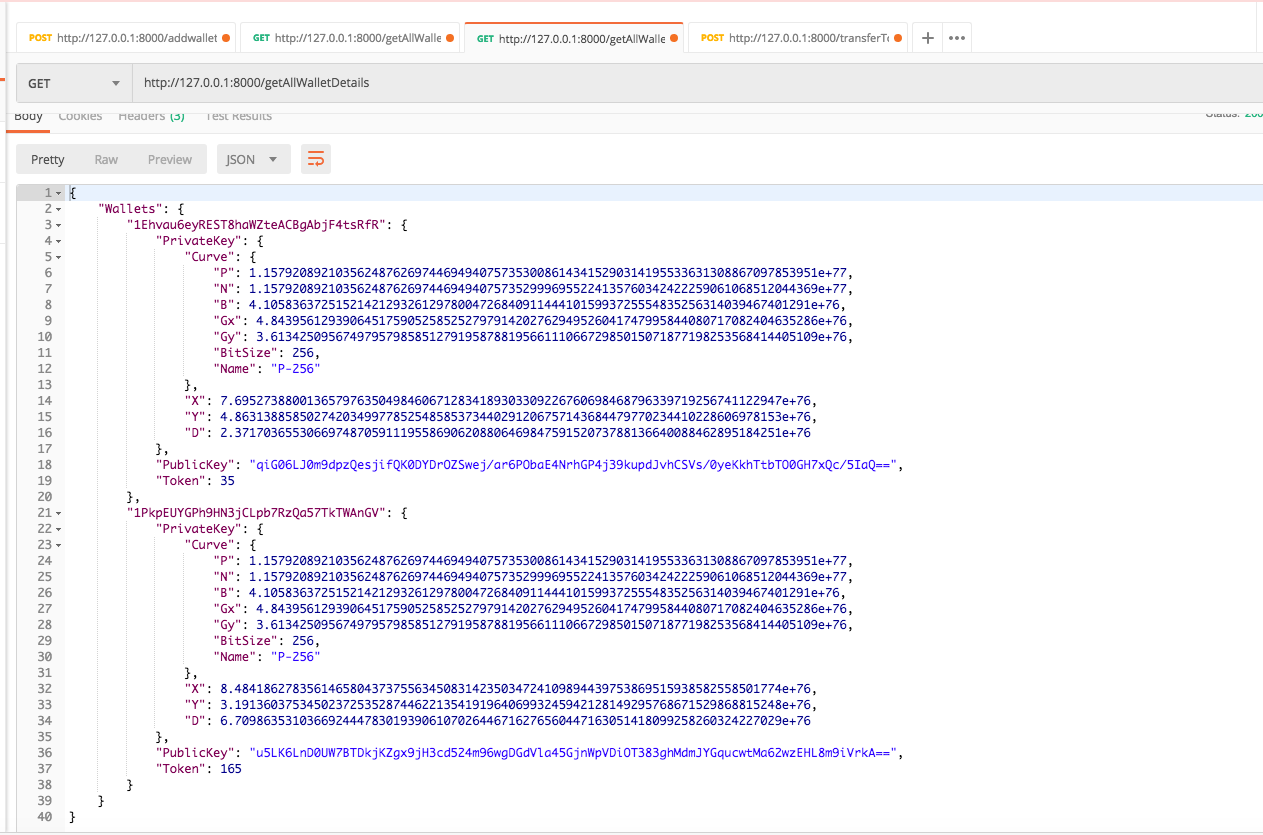 POST http://127.0.0.1:8000/addwallet
GET http://127.0.0.1:8000/getAllWalle
GET http://127.0.0.1:8000/getAllWalle
POST http://127.0.0.1:8000/transferTo
+ •••
GET http://127.0.0.1:8000/getAllWalletDetails
Body Cookies Headers (3) Test Results Status: 200
Pretty Raw Preview JSON
1 {
2 "Wallets": {
3 "1Ehvau6eyREST8haWZteACBgAbjF4tsRfR": {
4 "PrivateKey": {
5 "Curve": {
6 "P": 1.15792089210356248762697446949407573530086143415290314195533631308867097853951e+77,
7 "N": 1.15792089210356248762697446949407573529996955224135760342422259061068512044369e+77,
8 "B": 4.1058363725152142129326129780047268409114441015993725554835256314039467401291e+76,
9 "Gx": 4.8439561293906451759052585252797914202762949526041747995844080717082404635286e+76,
10 "Gy": 3.6134250956749795798585127919587881956611106672985015071877198253568414405109e+76,
11 "BitSize": 256,
12 "Name": "P-256"
13 },
14 "X": 7.6952738800136579763504984606712834189303309226760698468796339719256741122947e+76,
15 "Y": 4.8631388585027420349977852548585373440291206757143684479770234410228606978153e+76,
16 "D": 2.3717036553066974870591119558690620880646984759152073788136640088462895184251e+76
17 },
18 "PublicKey": "qiG06LJ0m9dpzQesjifQK0DYDrOZSwej/ar6PObaE4NrhGP4j39kupdJvhCSVs/0yeKkhTtbTO0GH7xQc/5IaQ==",
19 "Token": 35
20 },
21 "1PkpEUYGPh9HN3jCLpb7RzQa57TkTWAnGV": {
22 "PrivateKey": {
23 "Curve": {
24 "P": 1.15792089210356248762697446949407573530086143415290314195533631308867097853951e+77,
25 "N": 1.15792089210356248762697446949407573529996955224135760342422259061068512044369e+77,
26 "B": 4.1058363725152142129326129780047268409114441015993725554835256314039467401291e+76,
27 "Gx": 4.8439561293906451759052585252797914202762949526041747995844080717082404635286e+76,
28 "Gy": 3.6134250956749795798585127919587881956611106672985015071877198253568414405109e+76,
29 "BitSize": 256,
30 "Name": "P-256"
31 },
32 "X": 8.4841862783561465804373755634508314235034724109894439753869515938582558501774e+76,
33 "Y": 3.1913603753450237253528744622135419196406993245942128149295768671529868815248e+76,
34 "D": 6.7098635310366924447830193906107026446716276560447163051418099258260324227029e+76
35 },
36 "PublicKey": "u5LK6LnD0UW7BTDkjKZgx9jH3cd524m96wgDGdVla45GjnWpVDiOT383ghMdmJYGqucwtMa62wzEHL8m9iVrkA==",
37 "Token": 165
38 }
39 }
40 }